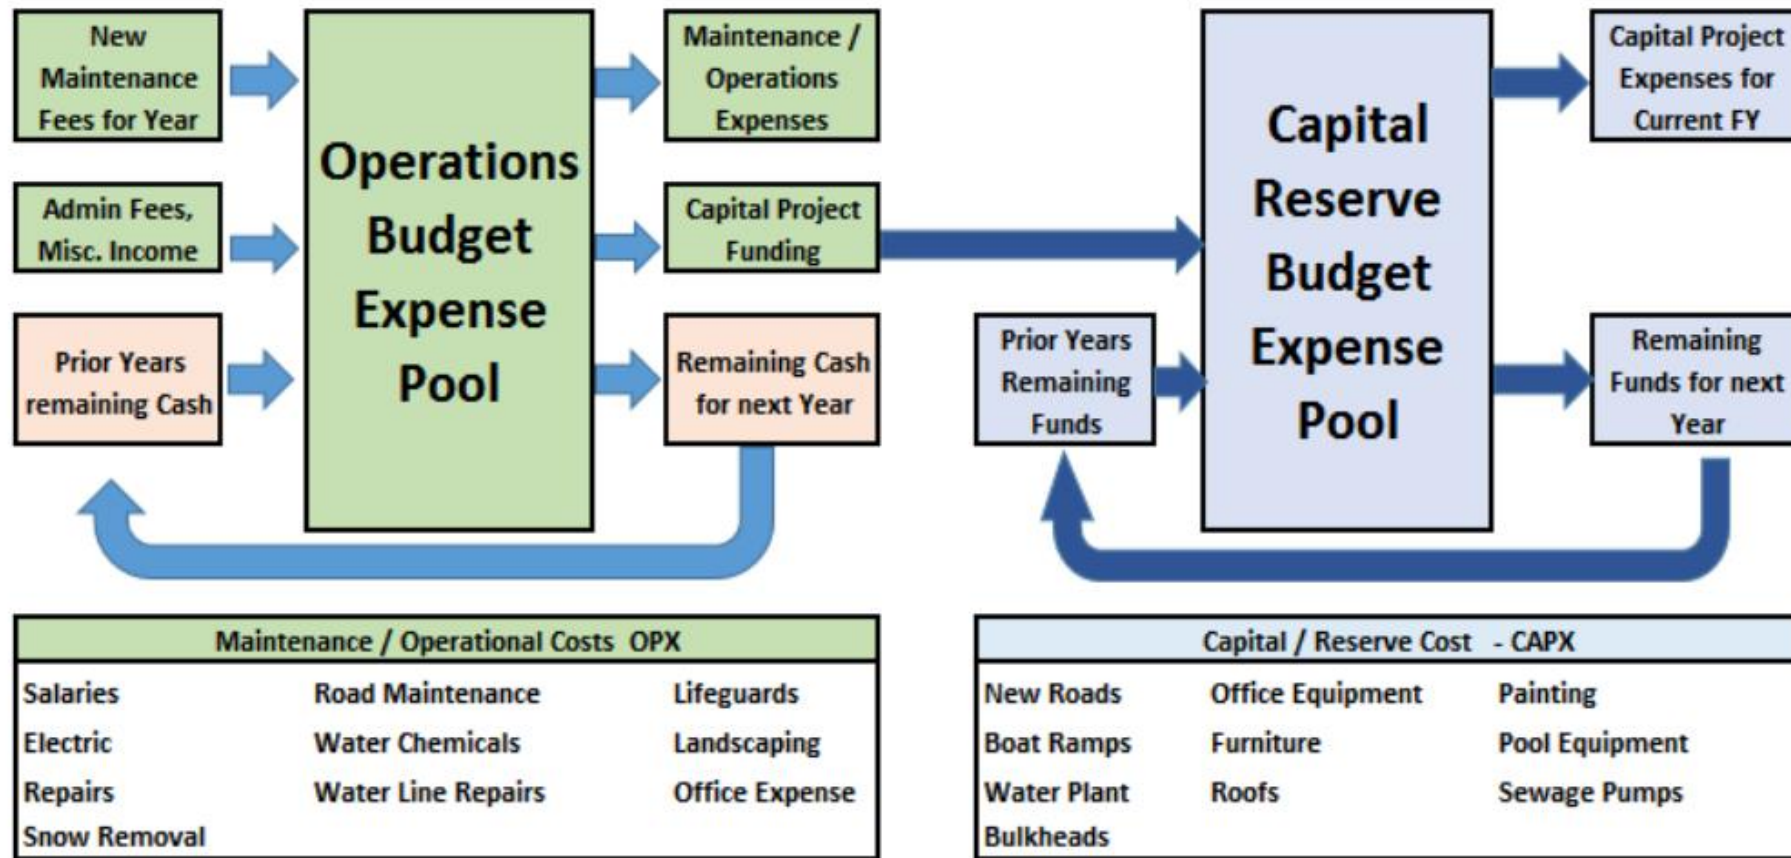 New
Maintenance
Fees for Year
Admin Fees,
Misc. Income
Prior Years
remaining Cash
Operations
Budget
Expense
Pool
Maintenance /
Operations
Expenses
Capital Project
Funding
Remaining Cash
for next Year
Prior Years
Remaining
Funds
Capital
Reserve
Budget
Expense
Pool
Capital Project
Expenses for
Current FY
Remaining
Funds for next
Year
Maintenance / Operational Costs OPX
Salaries Road Maintenance Lifeguards
Electric Water Chemicals Landscaping
Repairs Water Line Repairs Office Expense
Snow Removal
Capital / Reserve Cost - CAPX
New Roads Office Equipment Painting
Boat Ramps Furniture Pool Equipment
Water Plant Roofs Sewage Pumps
Bulkheads